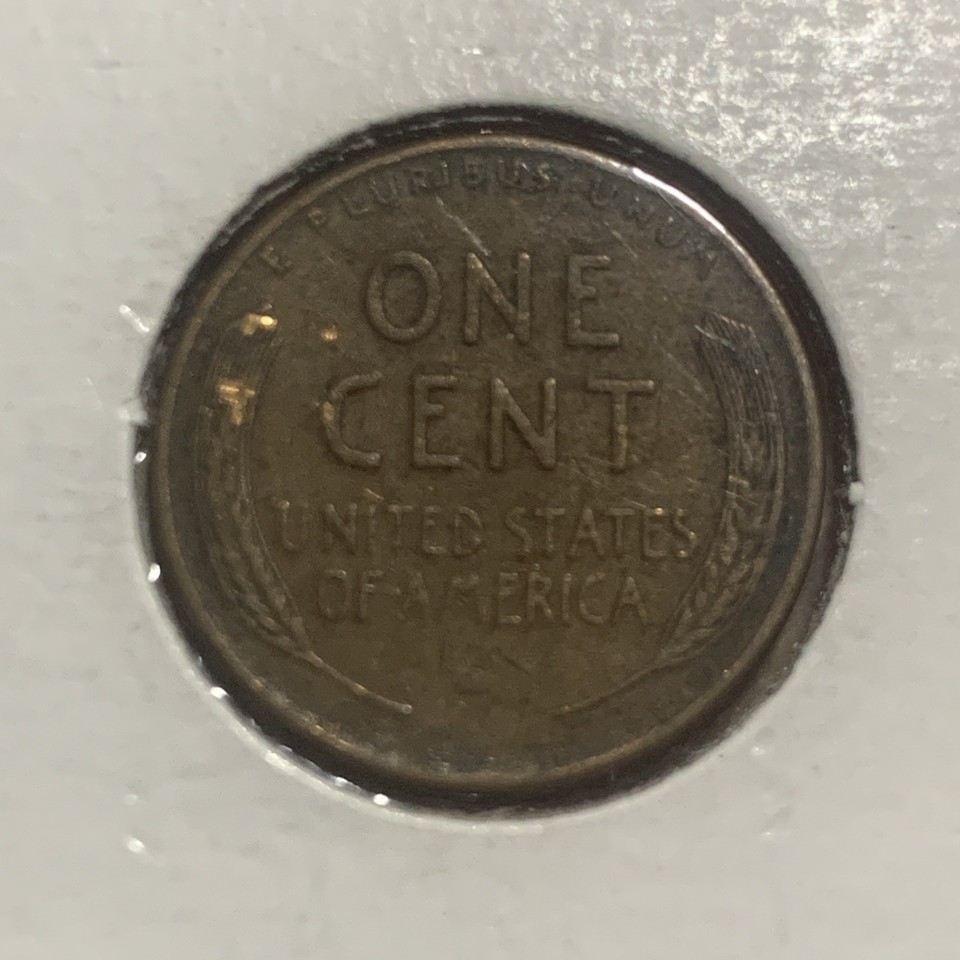 E PLURIBUS UNUM
ONE
CENT
UNITED STATES
OF AMERICA